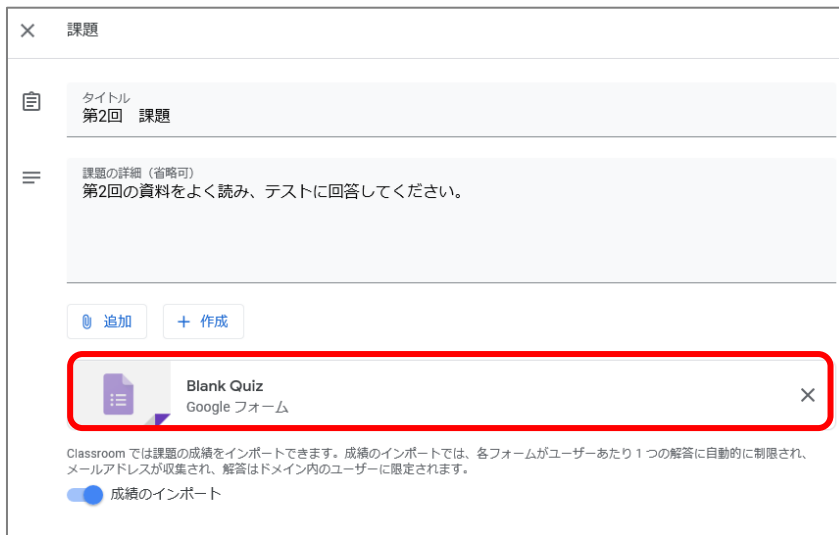 課題
タイトル
第2回　課題
課題の詳細（省略可）
第2回の資料をよく読み、テストに回答してください。
追加
作成
Blank Quiz
Google フォーム
Classroom では課題の成績をインポートできます。成績のインポートでは、各フォームがユーザーあたり 1 つの解答に自動的に制限され、
メールアドレスが収集され、解答はドメイン内のユーザーに限定されます。
成績のインポート